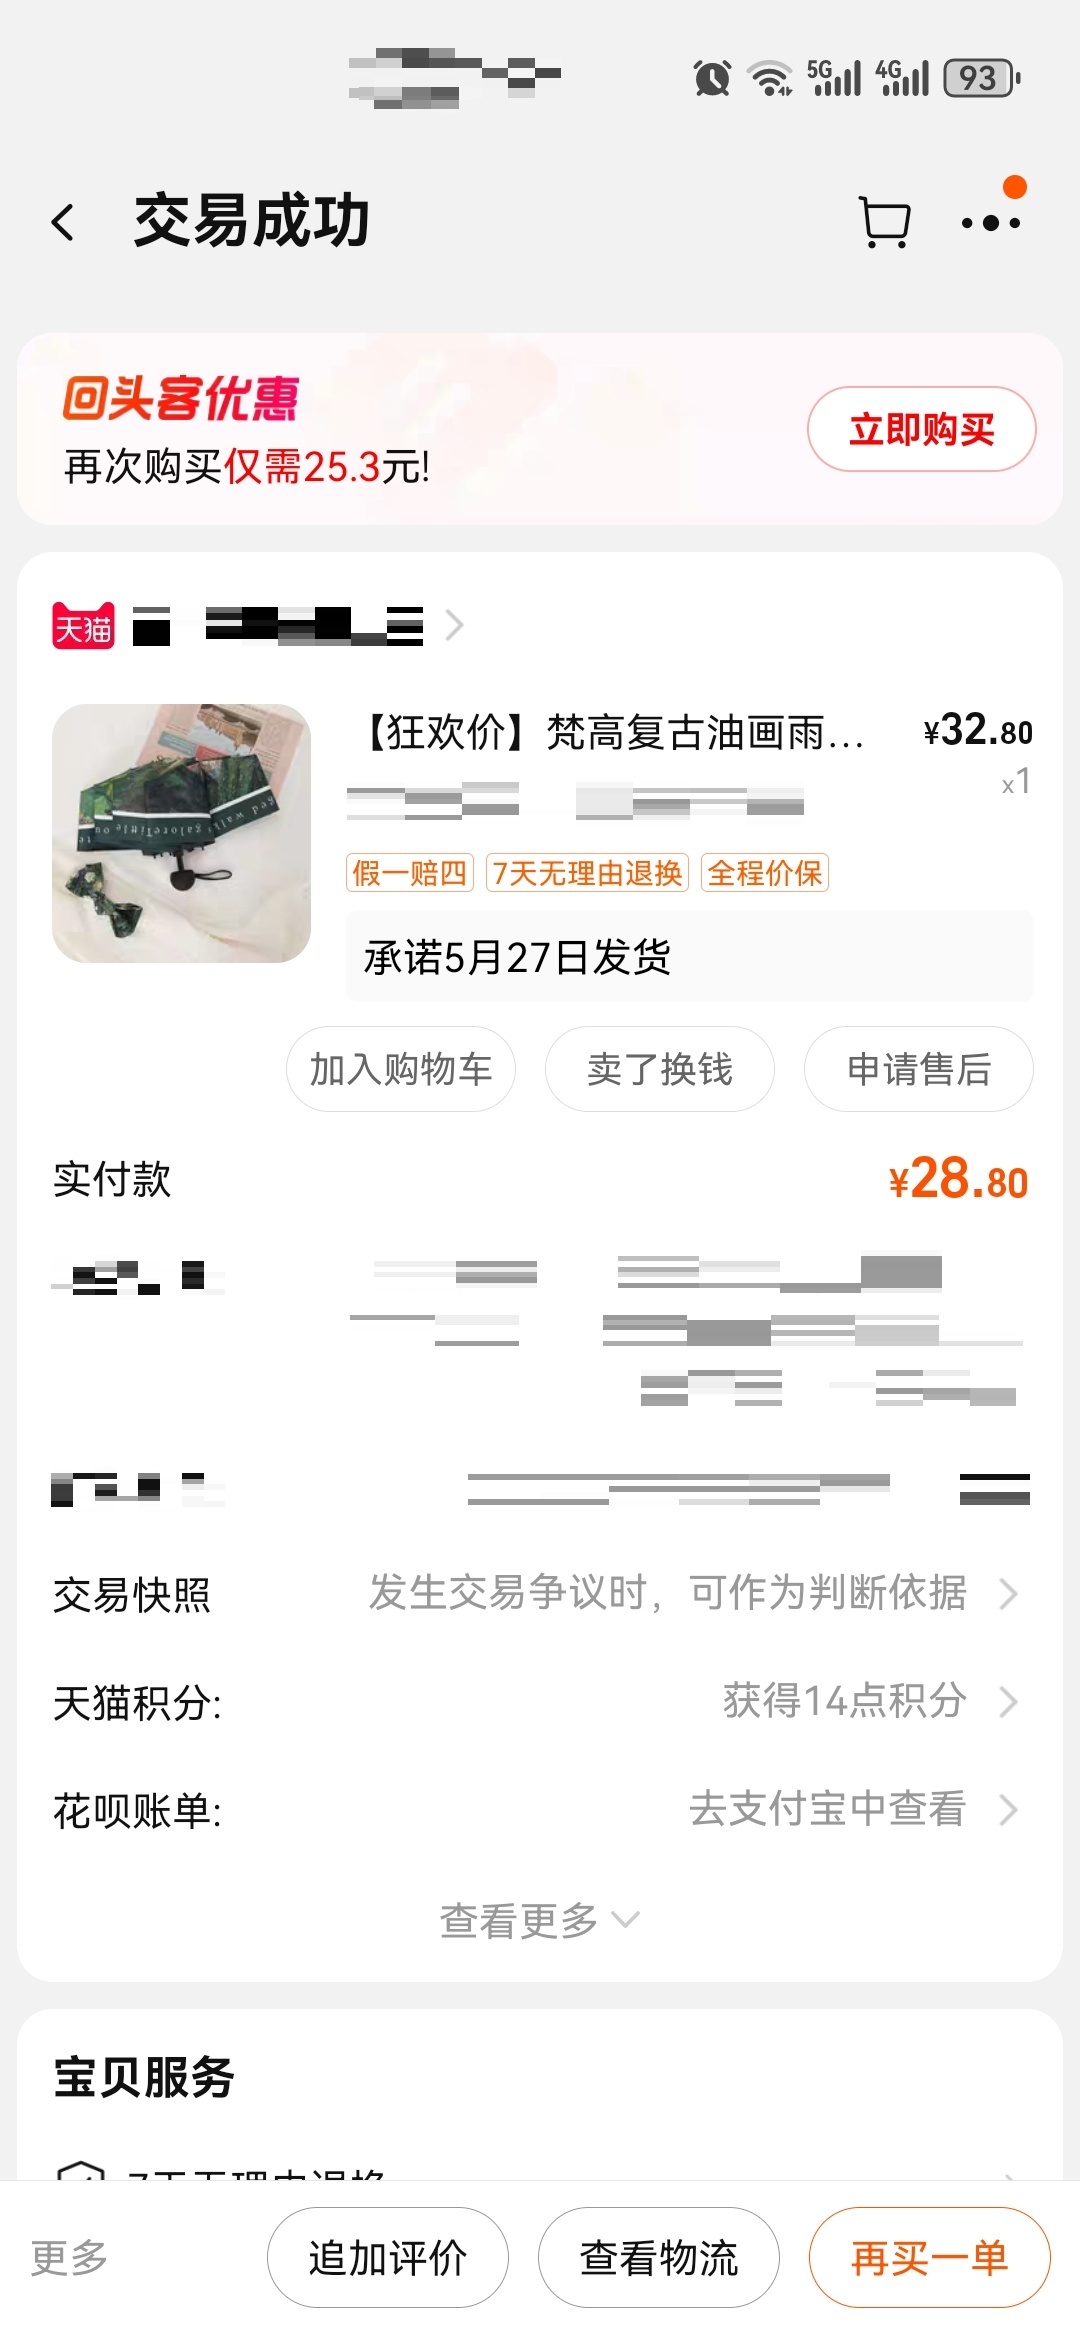 5G 4G 93
交易成功
回头客优惠
再次购买仅需25.3元!
立即购买
天猫
【狂欢价】梵高复古油画雨... ¥32.80
x1
假一赔四 7天无理由退换 全程价保
承诺5月27日发货
加入购物车 卖了换钱 申请售后
实付款 ¥28.80
交易快照 发生交易争议时，可作为判断依据
天猫积分: 获得14点积分
花呗账单: 去支付宝中查看
查看更多
宝贝服务
7天无理由退换
更多 追加评价 查看物流 再买一单